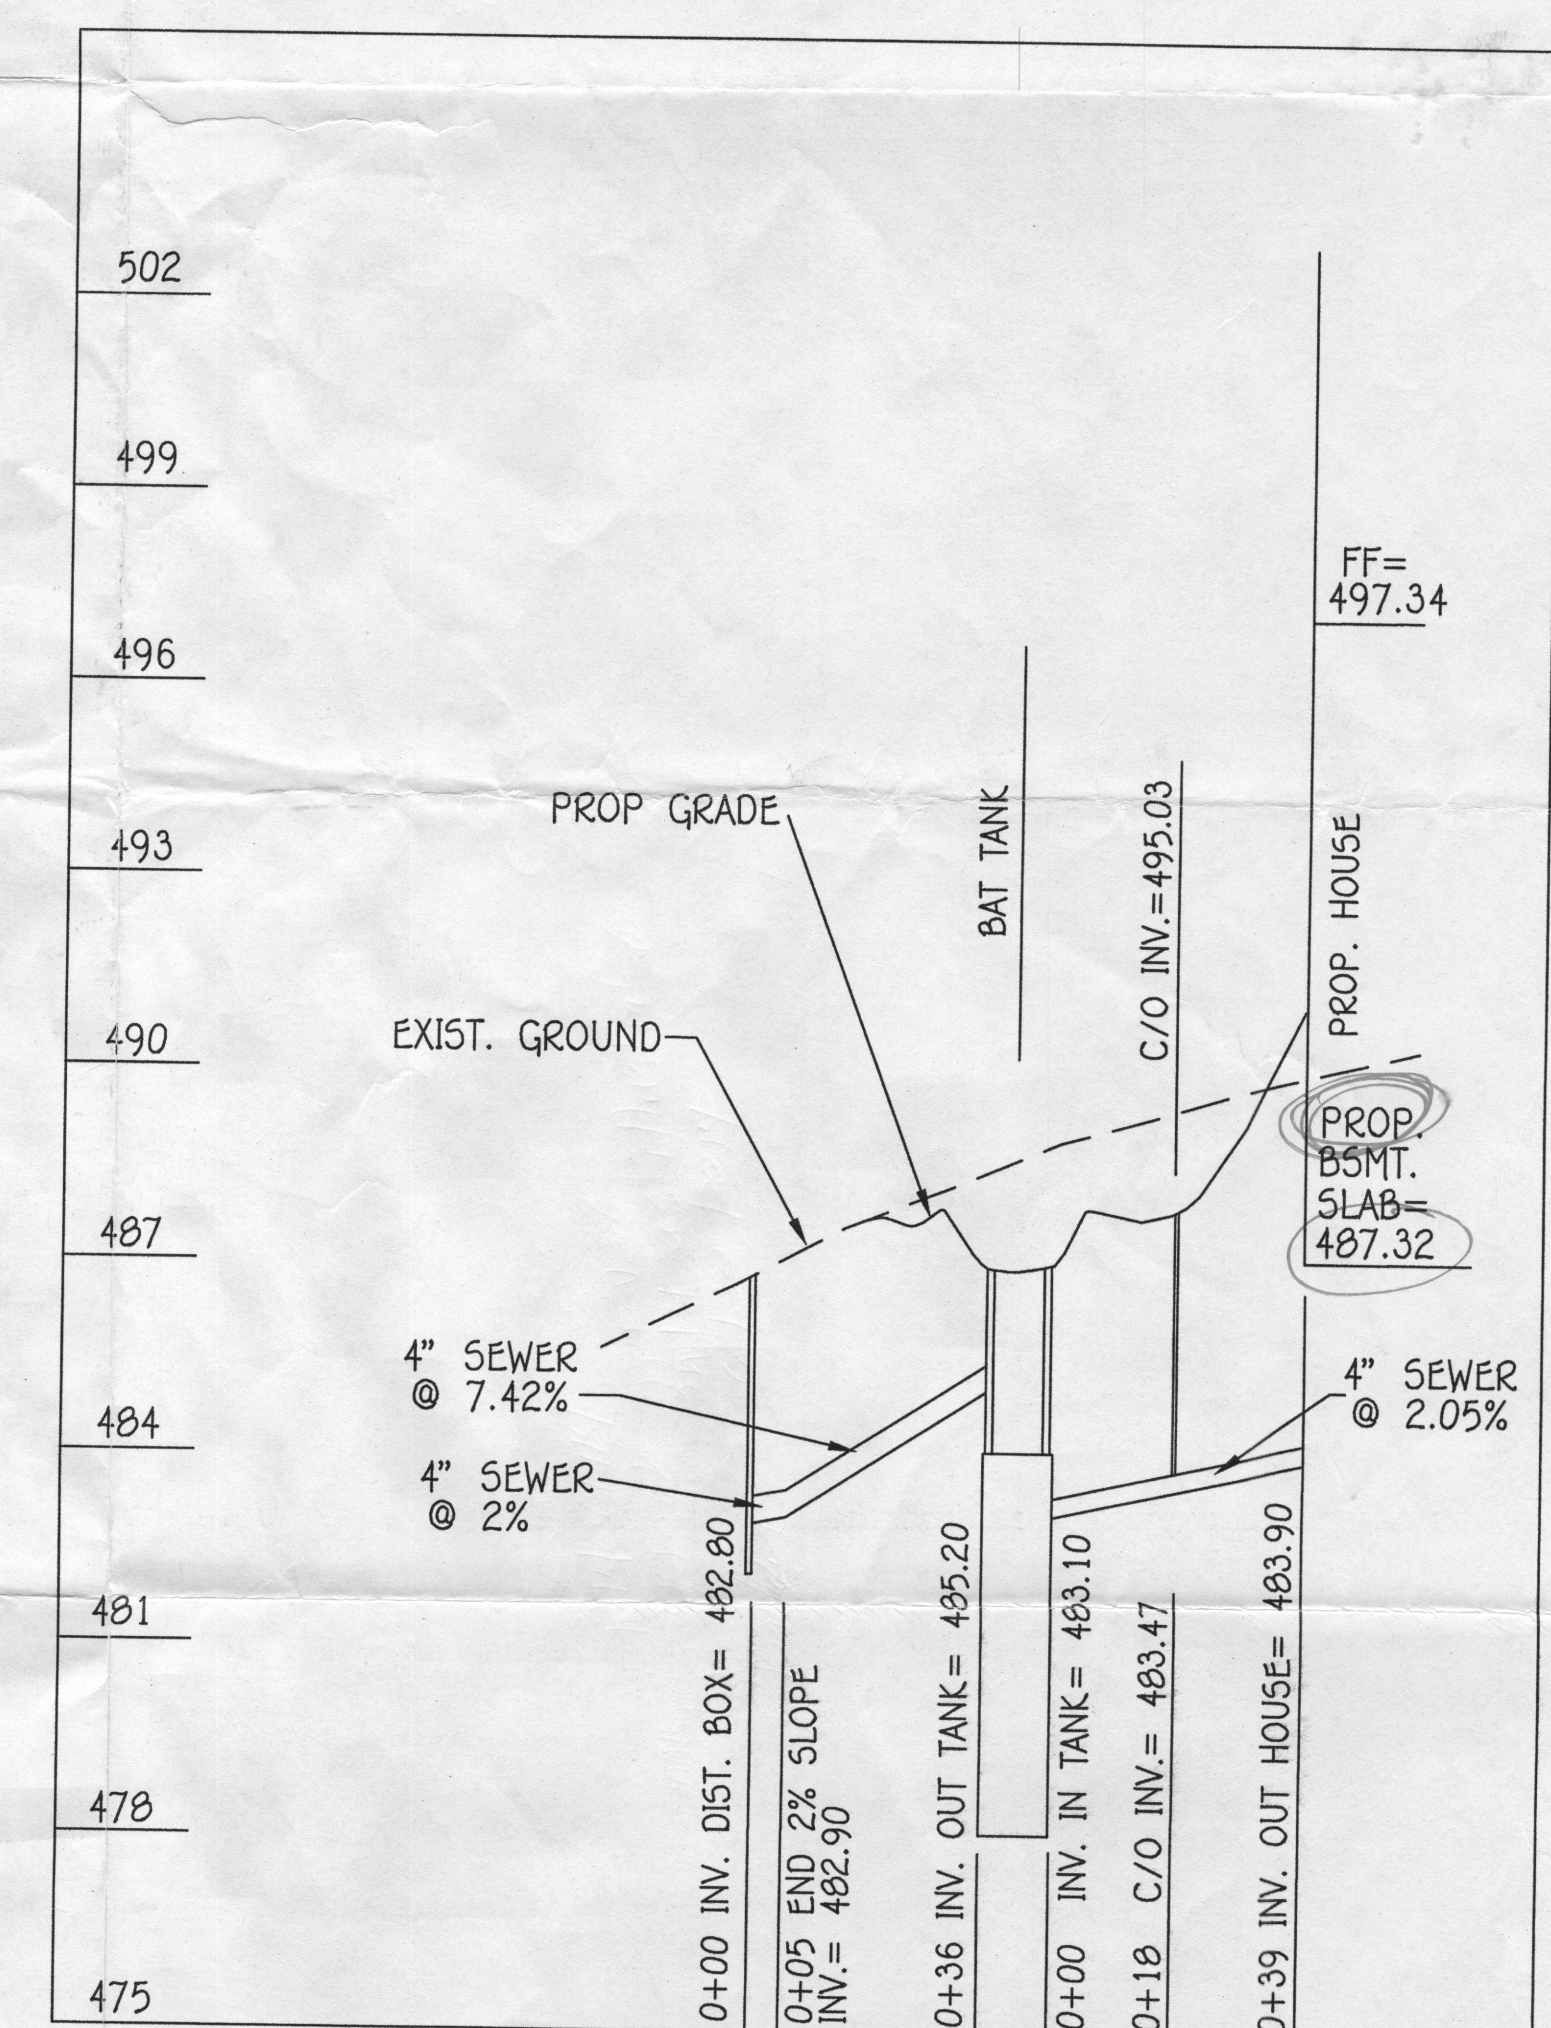 502
499
496
493
490
487
484
481
478
475
FF=
497.34
BAT TANK
C/O INV.=495.03
PROP. HOUSE
PROP GRADE
EXIST. GROUND
PROP.
BSMT.
SLAB=
487.32
4" SEWER
@ 7.42%
4" SEWER
@ 2%
4" SEWER
@ 2.05%
0+00 INV. DIST. BOX= 482.80
0+05 END 2% SLOPE
INV.= 482.90
0+36 INV. OUT TANK= 485.20
0+00 INV. IN TANK= 483.10
0+18 C/O INV.= 483.47
0+39 INV. OUT HOUSE= 483.90